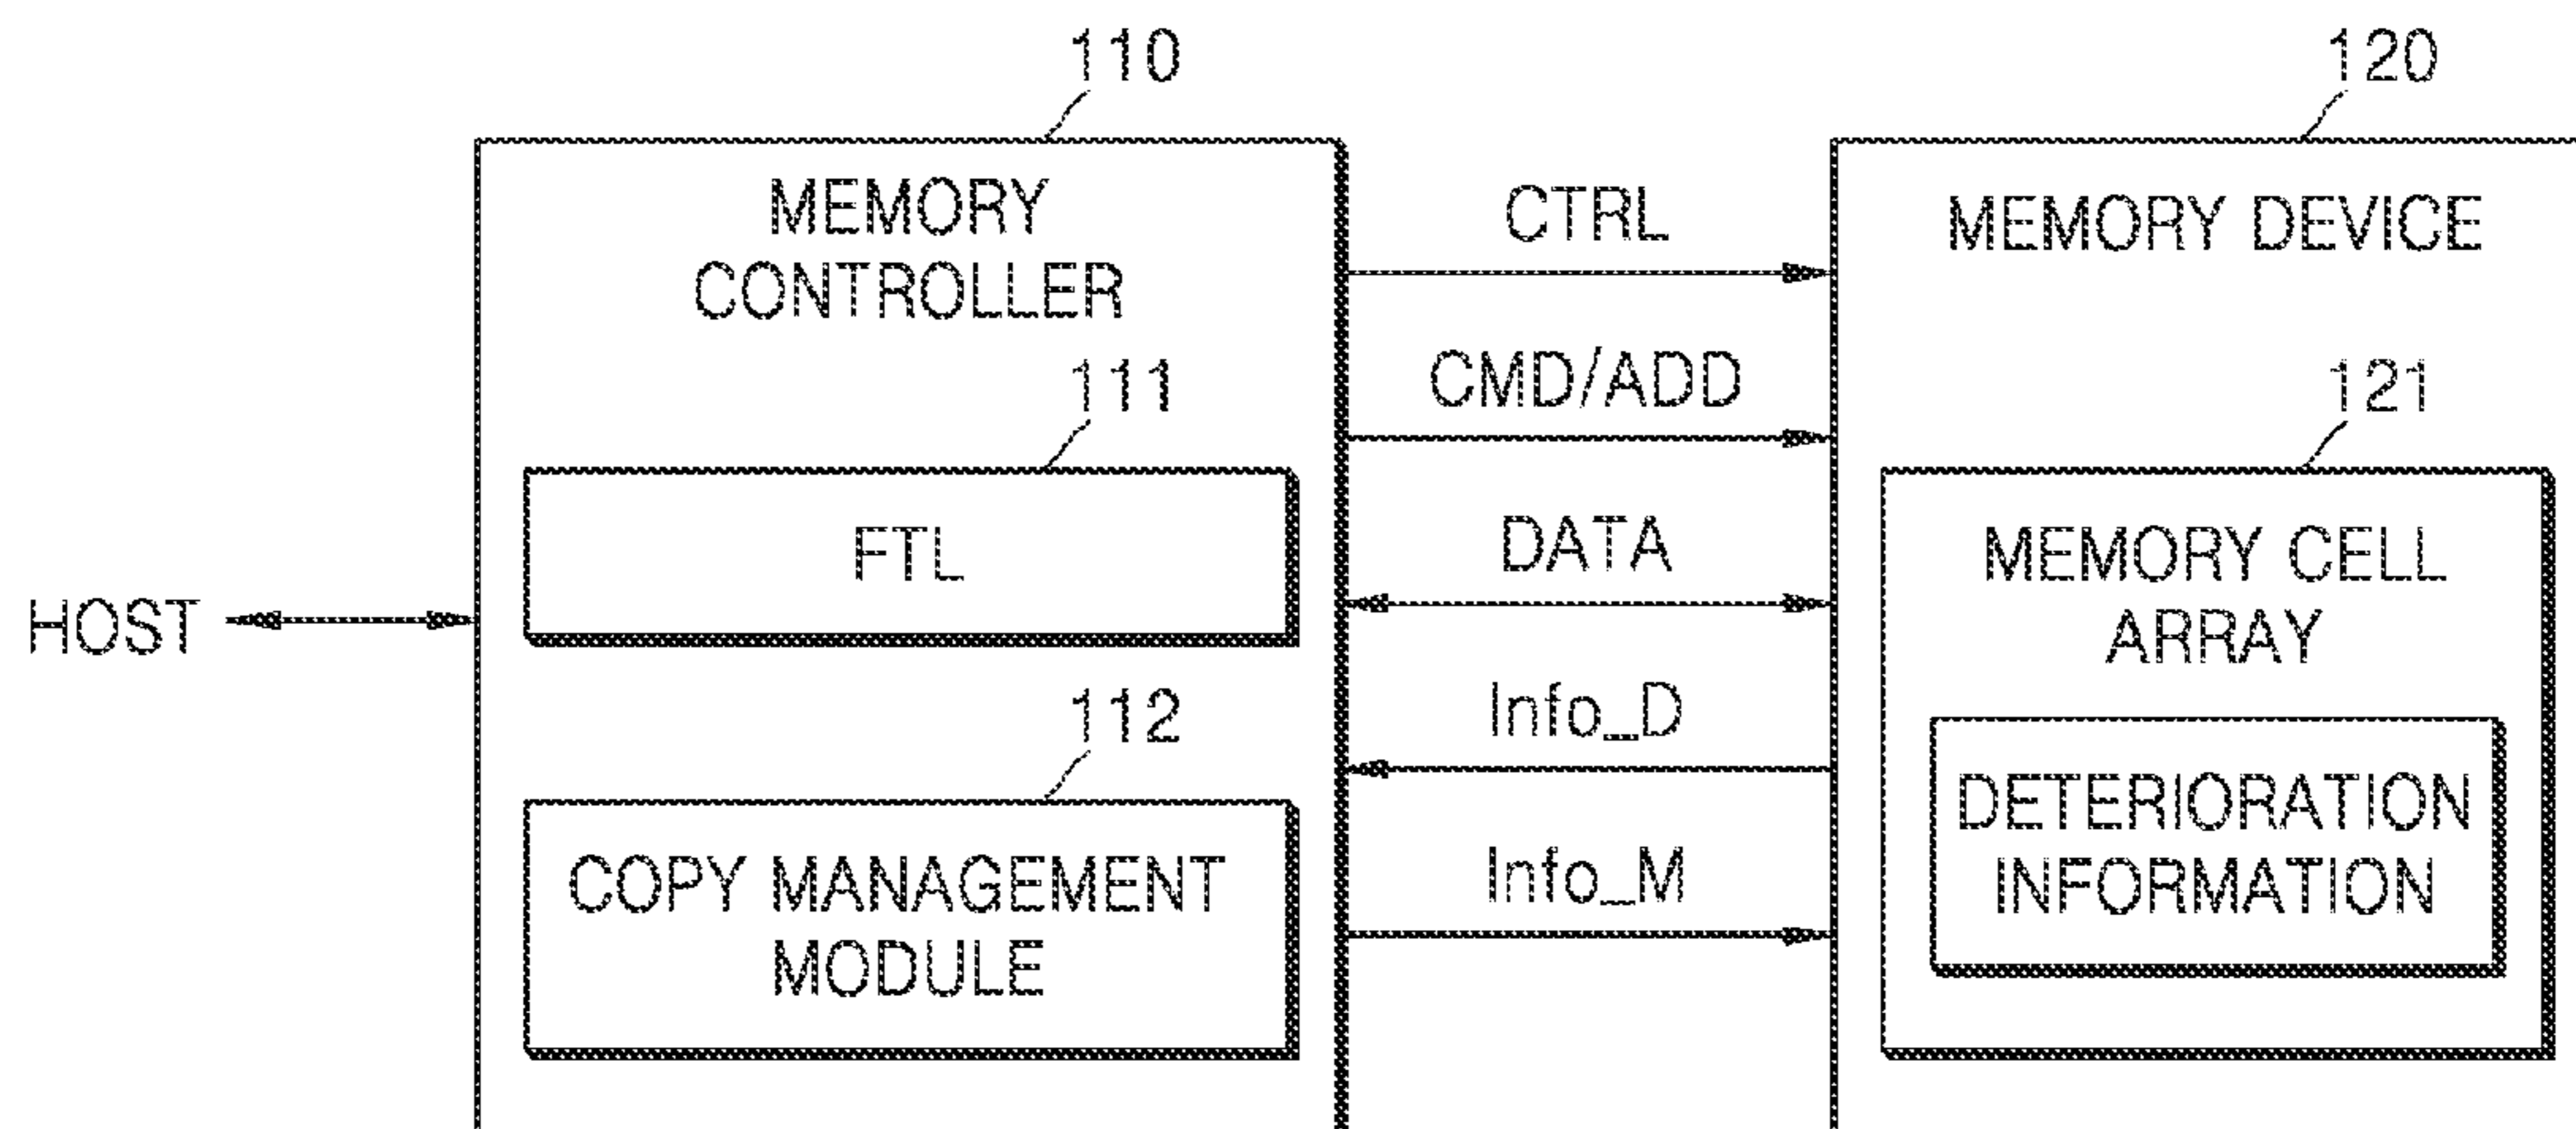 110
120
MEMORY
CONTROLLER
CTRL
MEMORY DEVICE
111
CMD/ADD
121
FTL
DATA
MEMORY CELL
ARRAY
HOST
112
Info_D
DETERIORATION
INFORMATION
COPY MANAGEMENT
MODULE
Info_M